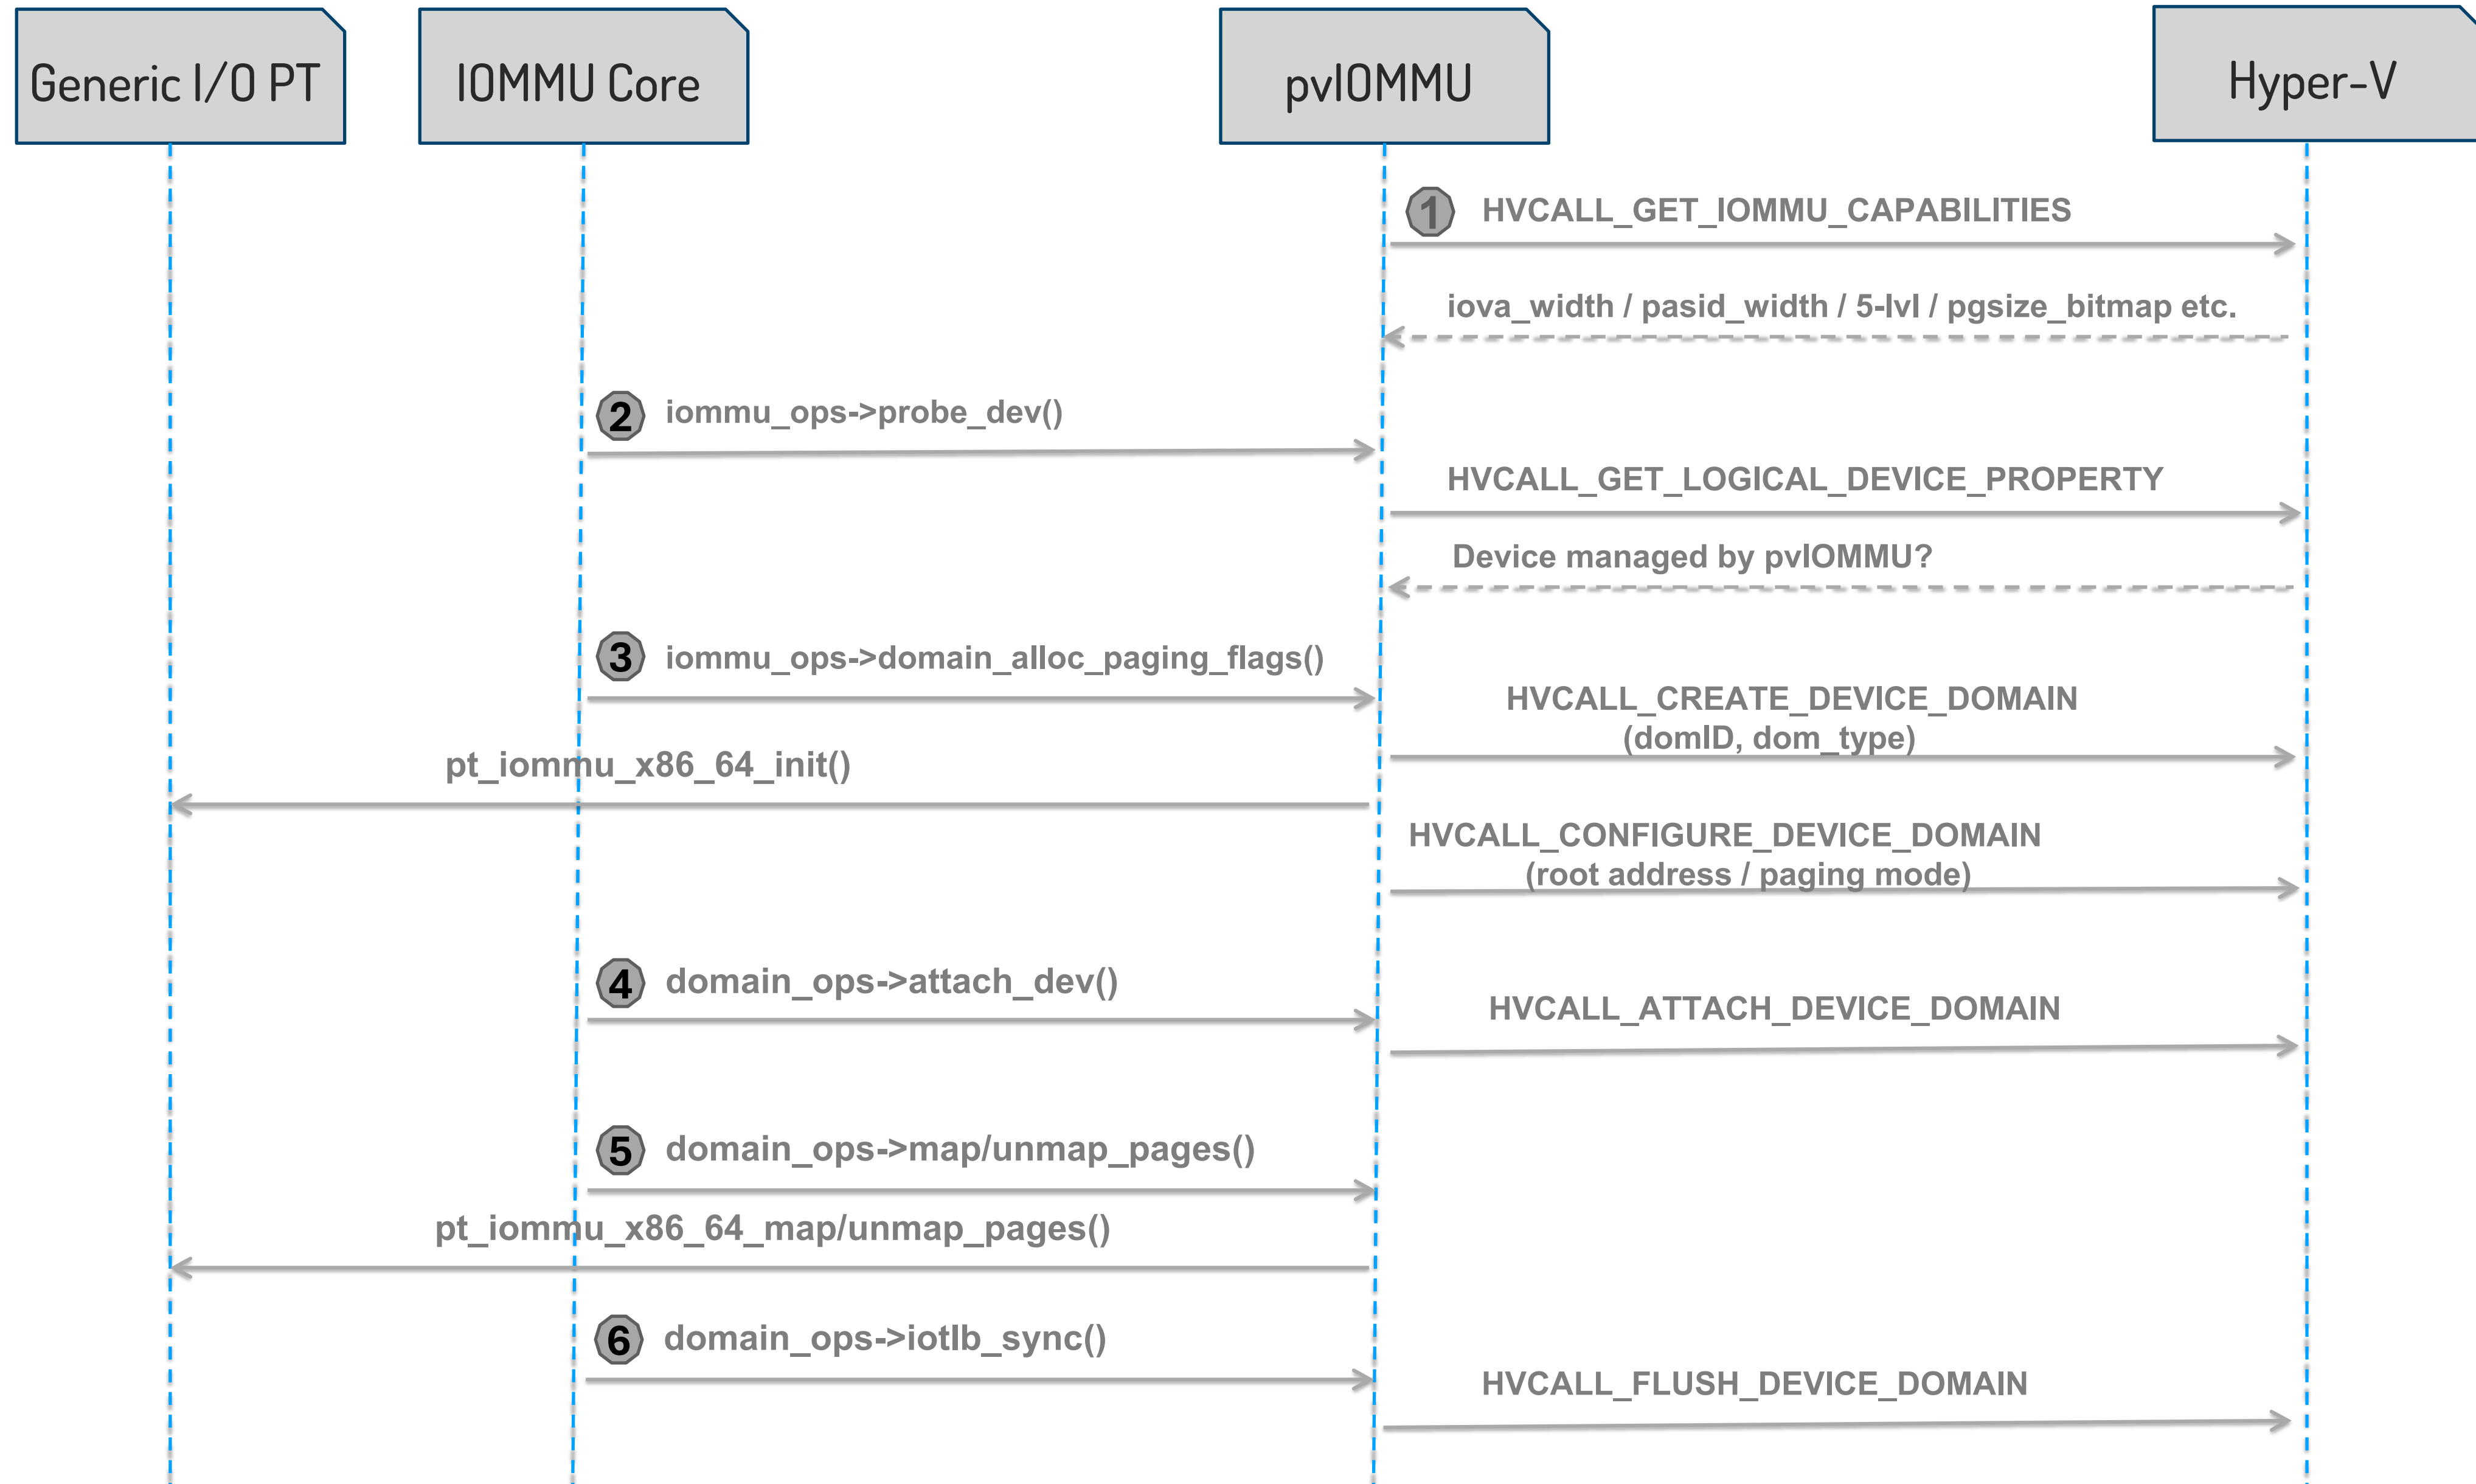 Generic I/O PT
IOMMU Core
pvIOMMU
Hyper-V
1
HVCALL_GET_IOMMU_CAPABILITIES
iova_width / pasid_width / 5-lvl / pgsize_bitmap etc.
2
iommu_ops->probe_dev()
HVCALL_GET_LOGICAL_DEVICE_PROPERTY
Device managed by pvIOMMU?
3
iommu_ops->domain_alloc_paging_flags()
HVCALL_CREATE_DEVICE_DOMAIN
(domID, dom_type)
pt_iommu_x86_64_init()
HVCALL_CONFIGURE_DEVICE_DOMAIN
(root address / paging mode)
4
domain_ops->attach_dev()
HVCALL_ATTACH_DEVICE_DOMAIN
5
domain_ops->map/unmap_pages()
pt_iommu_x86_64_map/unmap_pages()
6
domain_ops->iotlb_sync()
HVCALL_FLUSH_DEVICE_DOMAIN